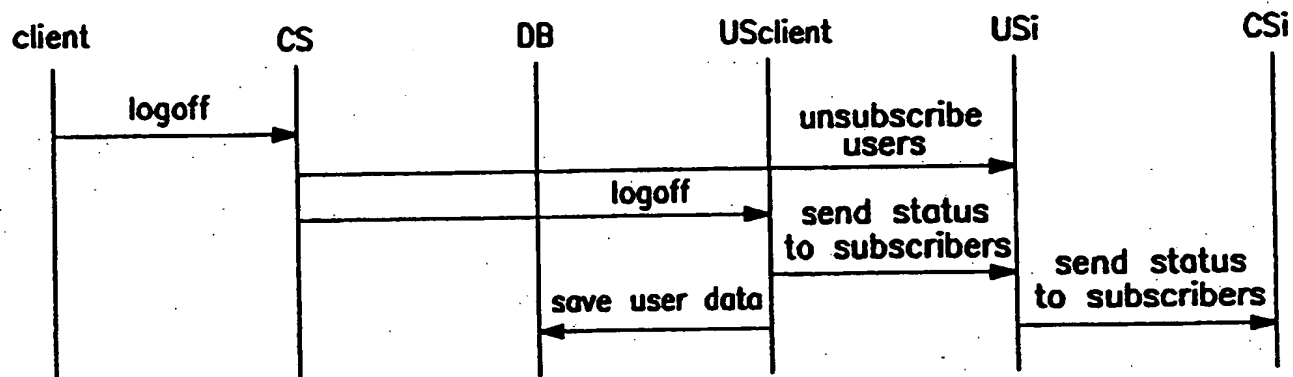 client
CS
DB
USclient
USi
CSi
logoff
unsubscribe
users
logoff
send status
to subscribers
send status
to subscribers
save user data